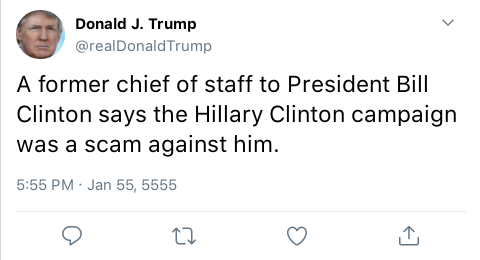 Donald J. Trump
@realDonaldTrump
A former chief of staff to President Bill
Clinton says the Hillary Clinton campaign
was a scam against him.
5:55 PM · Jan 55, 5555